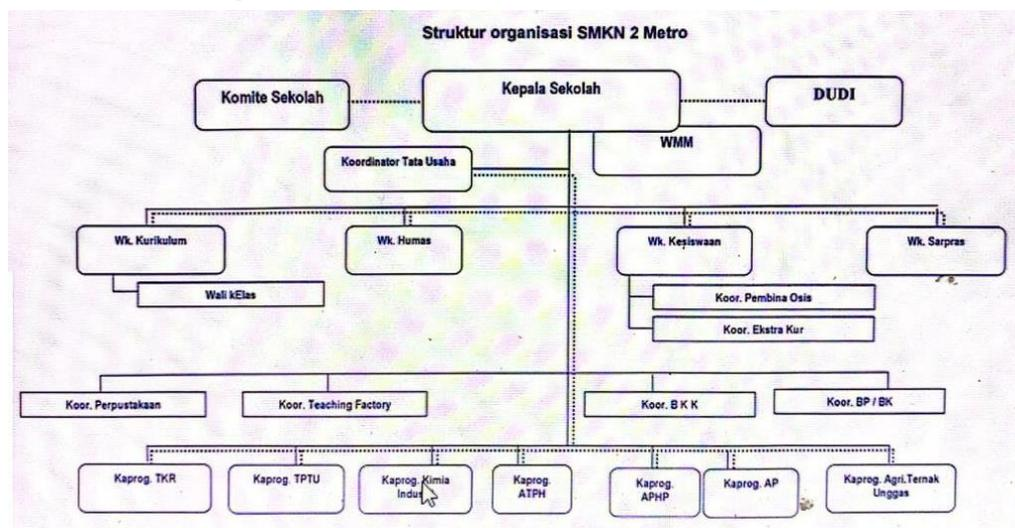 Struktur organisasi SMKN 2 Metro
Komite Sekolah
Kepala Sekolah
DUDI
WMM
Koordinator Tata Usaha
Wk. Kurikulum
Wk. Humas
Wk. Kesiswaan
Wk. Sarpras
Wali kElas
Koor. Pembina Osis
Koor. Ekstra Kur
Koor. Perpustakaan
Koor. Teaching Factory
Koor. B K K
Koor. BP / BK
Kaprog. TKR
Kaprog. TPTU
Kaprog. Kimia
Kaprog.
ATPH
Kaprog.
APHP
Kaprog. AP
Kaprog. Agri.Ternak
Unggas